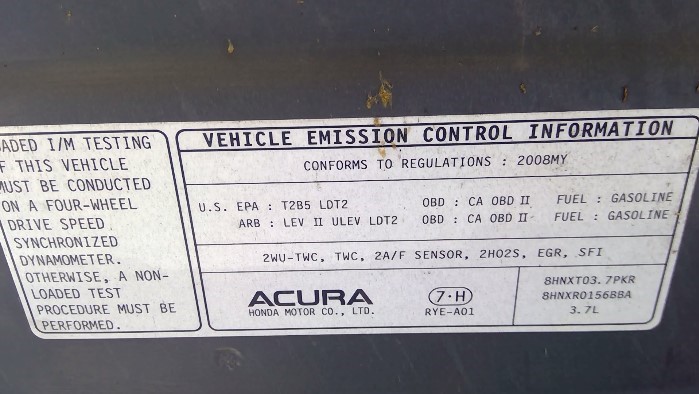 ADED I/M TESTING
F THIS VEHICLE
MUST BE CONDUCTED
ON A FOUR-WHEEL
DRIVE SPEED
SYNCHRONIZED
DYNAMOMETER.
OTHERWISE, A NON-
LOADED TEST
PROCEDURE MUST BE
PERFORMED.
VEHICLE EMISSION CONTROL INFORMATION
CONFORMS TO REGULATIONS : 2008MY
U.S. EPA : T2B5 LDT2 OBD : CA OBD II FUEL : GASOLINE
ARB : LEV II ULEV LDT2 OBD : CA OBD II FUEL : GASOLINE
2WU-TWC, TWC, 2A/F SENSOR, 2HO2S, EGR, SFI
ACURA
HONDA MOTOR CO., LTD.
7·H
RYE-A01
8HNXT03.7PKR
8HNXR0156BBA
3.7L